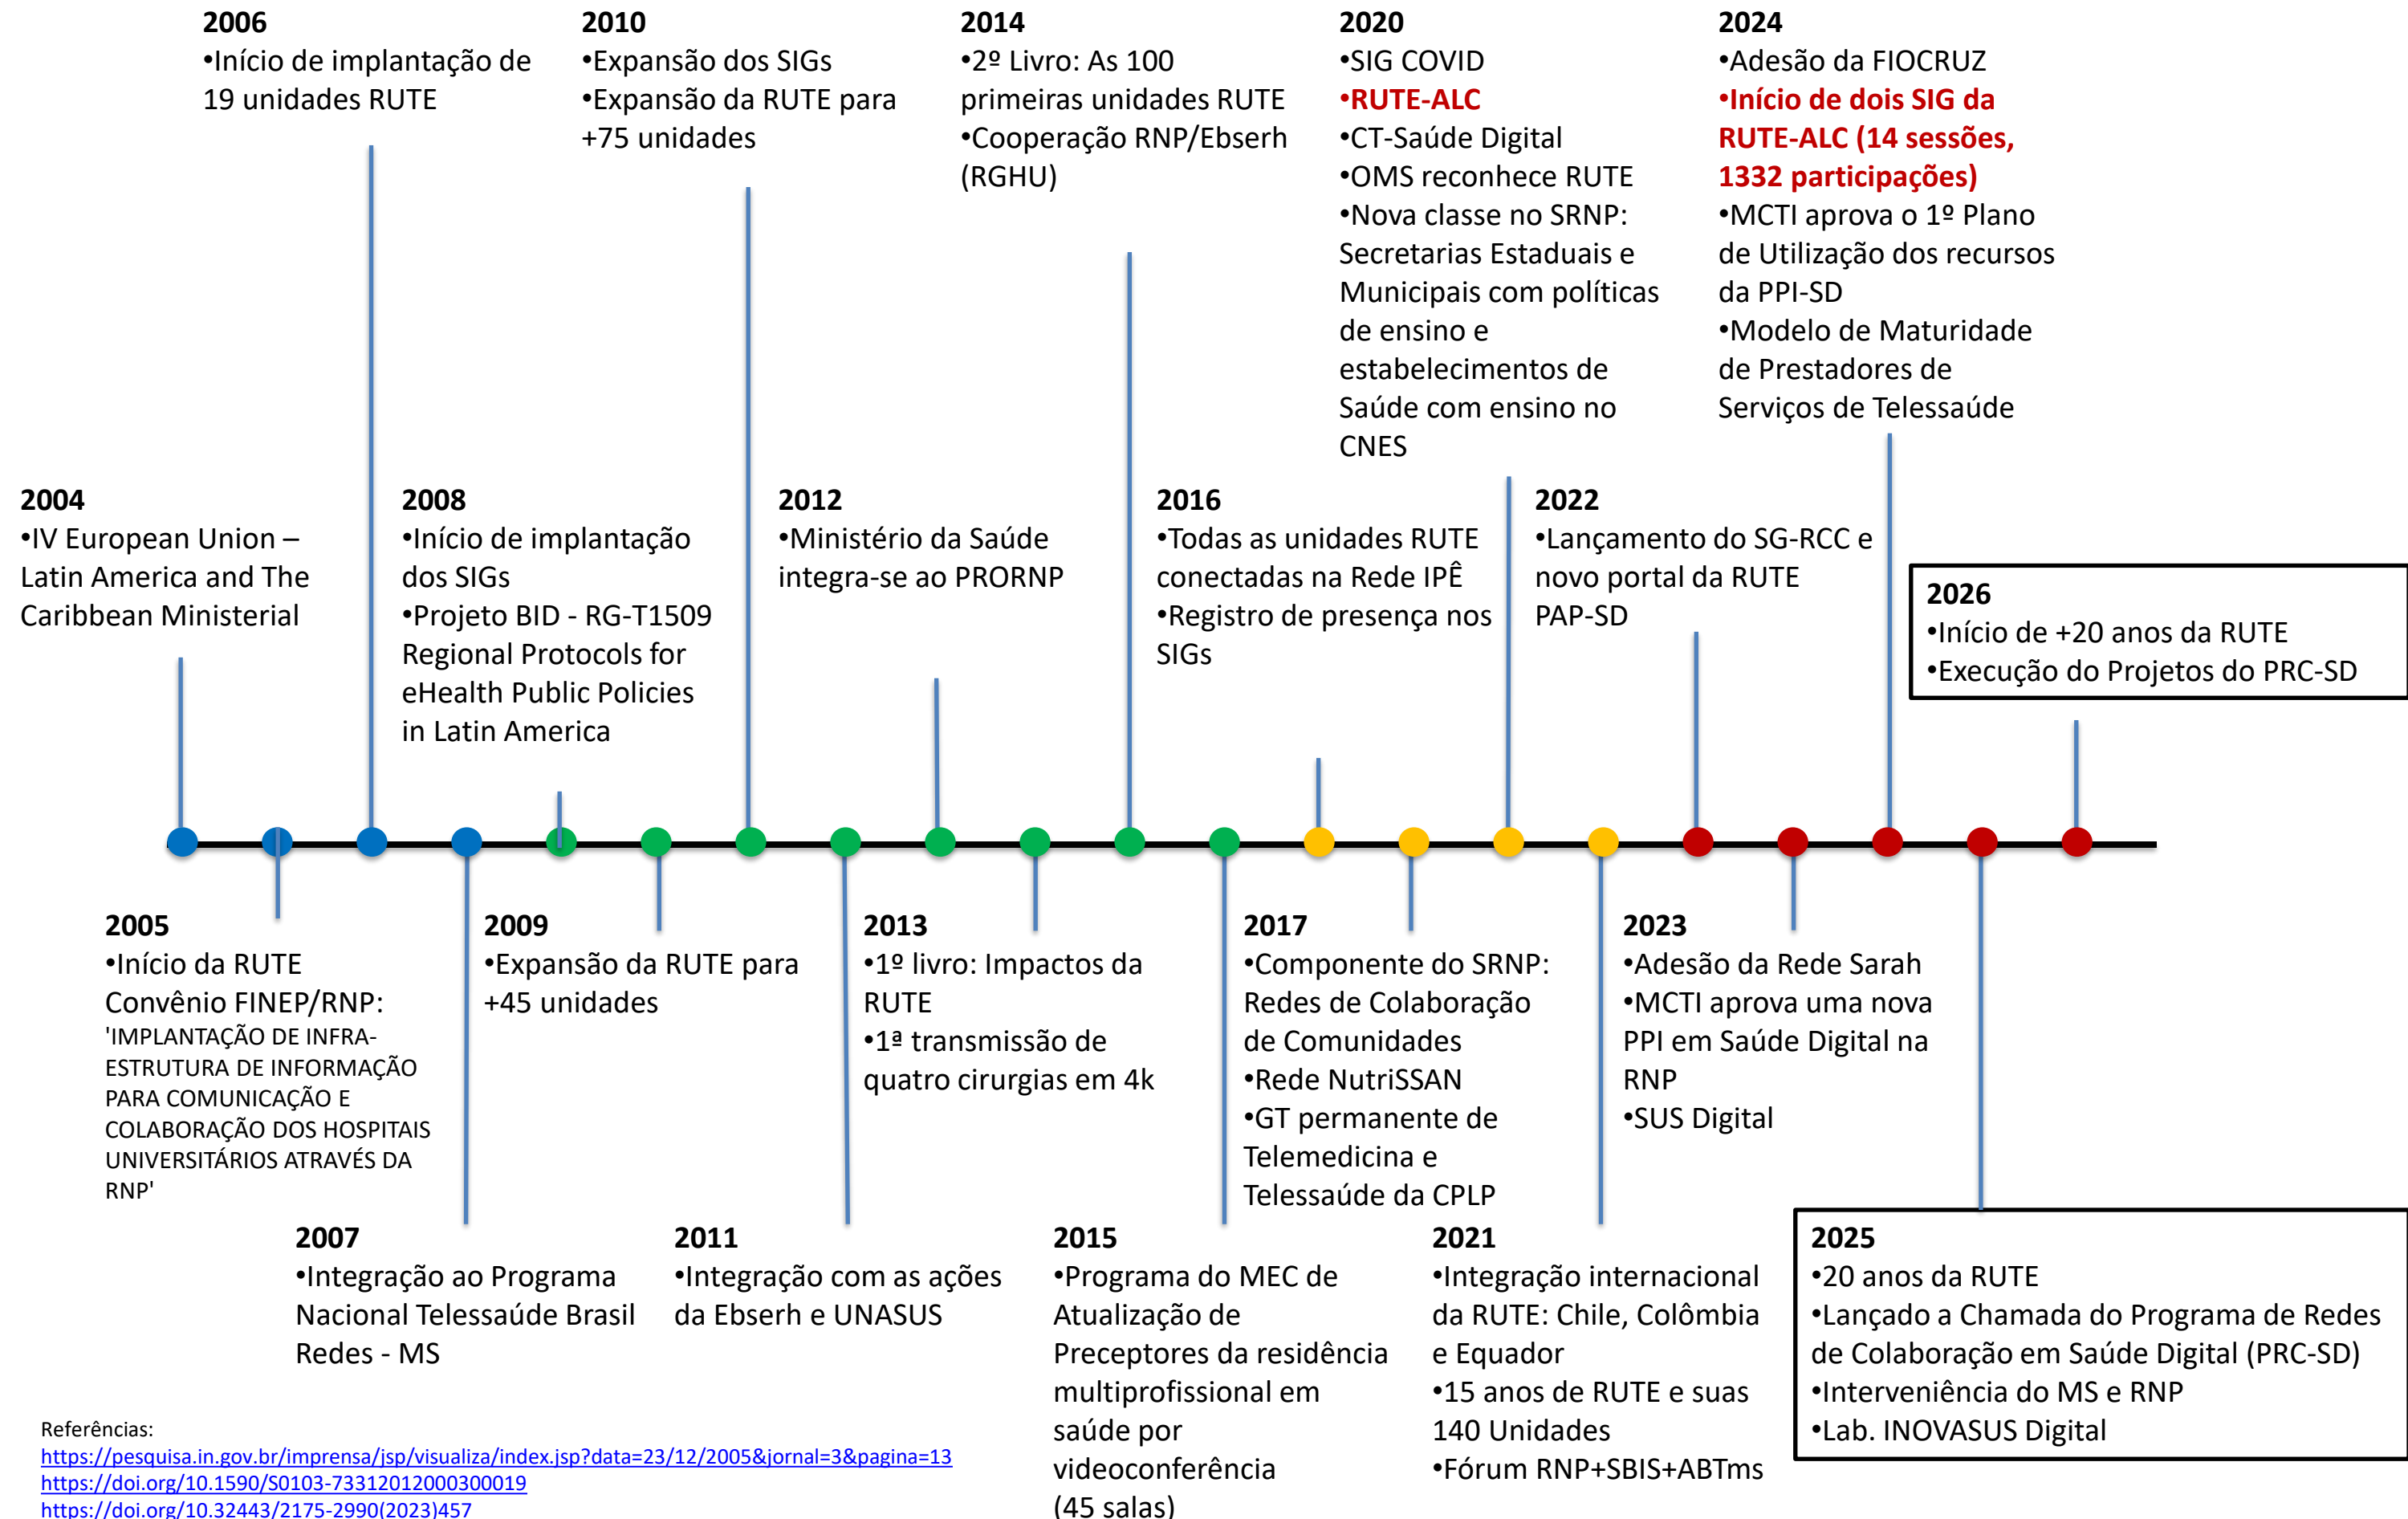 2006
•Início de implantação de
19 unidades RUTE
2010
•Expansão dos SIGs
•Expansão da RUTE para
+75 unidades
2014
•2º Livro: As 100
primeiras unidades RUTE
•Cooperação RNP/Ebserh
(RGHU)
2020
•SIG COVID
•RUTE-ALC
•CT-Saúde Digital
•OMS reconhece RUTE
•Nova classe no SRNP:
Secretarias Estaduais e
Municipais com políticas
de ensino e
estabelecimentos de
Saúde com ensino no
CNES
2024
•Adesão da FIOCRUZ
•Início de dois SIG da
RUTE-ALC (14 sessões,
1332 participações)
•MCTI aprova o 1º Plano
de Utilização dos recursos
da PPI-SD
•Modelo de Maturidade
de Prestadores de
Serviços de Telessaúde
2004
•IV European Union –
Latin America and The
Caribbean Ministerial
2008
•Início de implantação
dos SIGs
•Projeto BID - RG-T1509
Regional Protocols for
eHealth Public Policies
in Latin America
2012
•Ministério da Saúde
integra-se ao PRORNP
2016
•Todas as unidades RUTE
conectadas na Rede IPÊ
•Registro de presença nos
SIGs
2022
•Lançamento do SG-RCC e
novo portal da RUTE
PAP-SD
2026
•Início de +20 anos da RUTE
•Execução do Projetos do PRC-SD
2005
•Início da RUTE
Convênio FINEP/RNP:
'IMPLANTAÇÃO DE INFRA-
ESTRUTURA DE INFORMAÇÃO
PARA COMUNICAÇÃO E
COLABORAÇÃO DOS HOSPITAIS
UNIVERSITÁRIOS ATRAVÉS DA
RNP'
2009
•Expansão da RUTE para
+45 unidades
2013
•1º livro: Impactos da
RUTE
•1ª transmissão de
quatro cirurgias em 4k
2017
•Componente do SRNP:
Redes de Colaboração
de Comunidades
•Rede NutriSSAN
•GT permanente de
Telemedicina e
Telessaúde da CPLP
2023
•Adesão da Rede Sarah
•MCTI aprova uma nova
PPI em Saúde Digital na
RNP
•SUS Digital
2007
•Integração ao Programa
Nacional Telessaúde Brasil
Redes - MS
2011
•Integração com as ações
da Ebserh e UNASUS
2015
•Programa do MEC de
Atualização de
Preceptores da residência
multiprofissional em
saúde por
videoconferência
(45 salas)
2021
•Integração internacional
da RUTE: Chile, Colômbia
e Equador
•15 anos de RUTE e suas
140 Unidades
•Fórum RNP+SBIS+ABTms
2025
•20 anos da RUTE
•Lançado a Chamada do Programa de Redes
de Colaboração em Saúde Digital (PRC-SD)
•Interveniência do MS e RNP
•Lab. INOVASUS Digital
Referências:
https://pesquisa.in.gov.br/imprensa/jsp/visualiza/index.jsp?data=23/12/2005&jornal=3&pagina=13
https://doi.org/10.1590/S0103-73312012000300019
https://doi.org/10.32443/2175-2990(2023)457